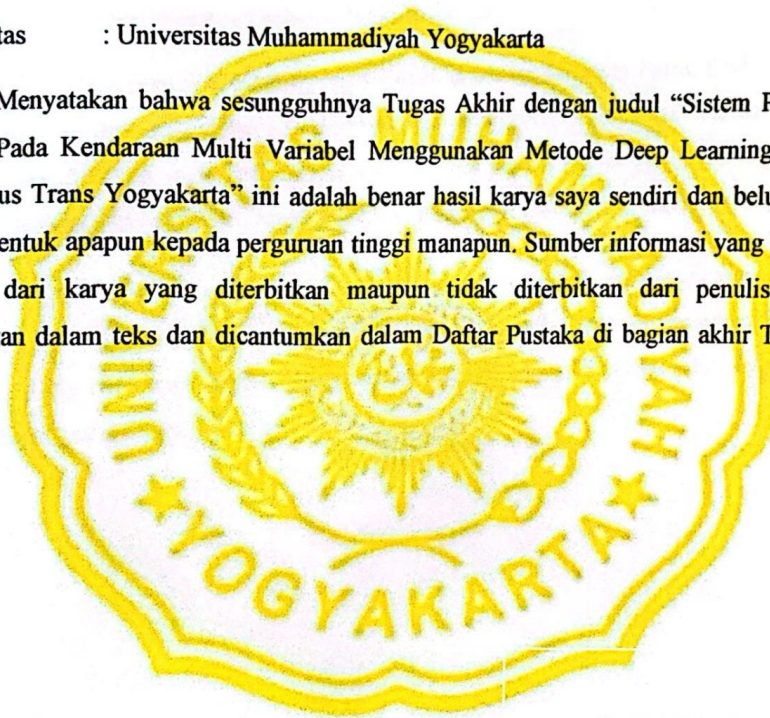 tas : Universitas Muhammadiyah Yogyakarta
Menyatakan bahwa sesungguhnya Tugas Akhir dengan judul “Sistem P
Pada Kendaraan Multi Variabel Menggunakan Metode Deep Learning
us Trans Yogyakarta” ini adalah benar hasil karya saya sendiri dan belu
entuk apapun kepada perguruan tinggi manapun. Sumber informasi yang
dari karya yang diterbitkan maupun tidak diterbitkan dari penulis
an dalam teks dan dicantumkan dalam Daftar Pustaka di bagian akhir T
UNIVERSITAS MUHAMMADIYAH
★ YOGYAKARTA ★